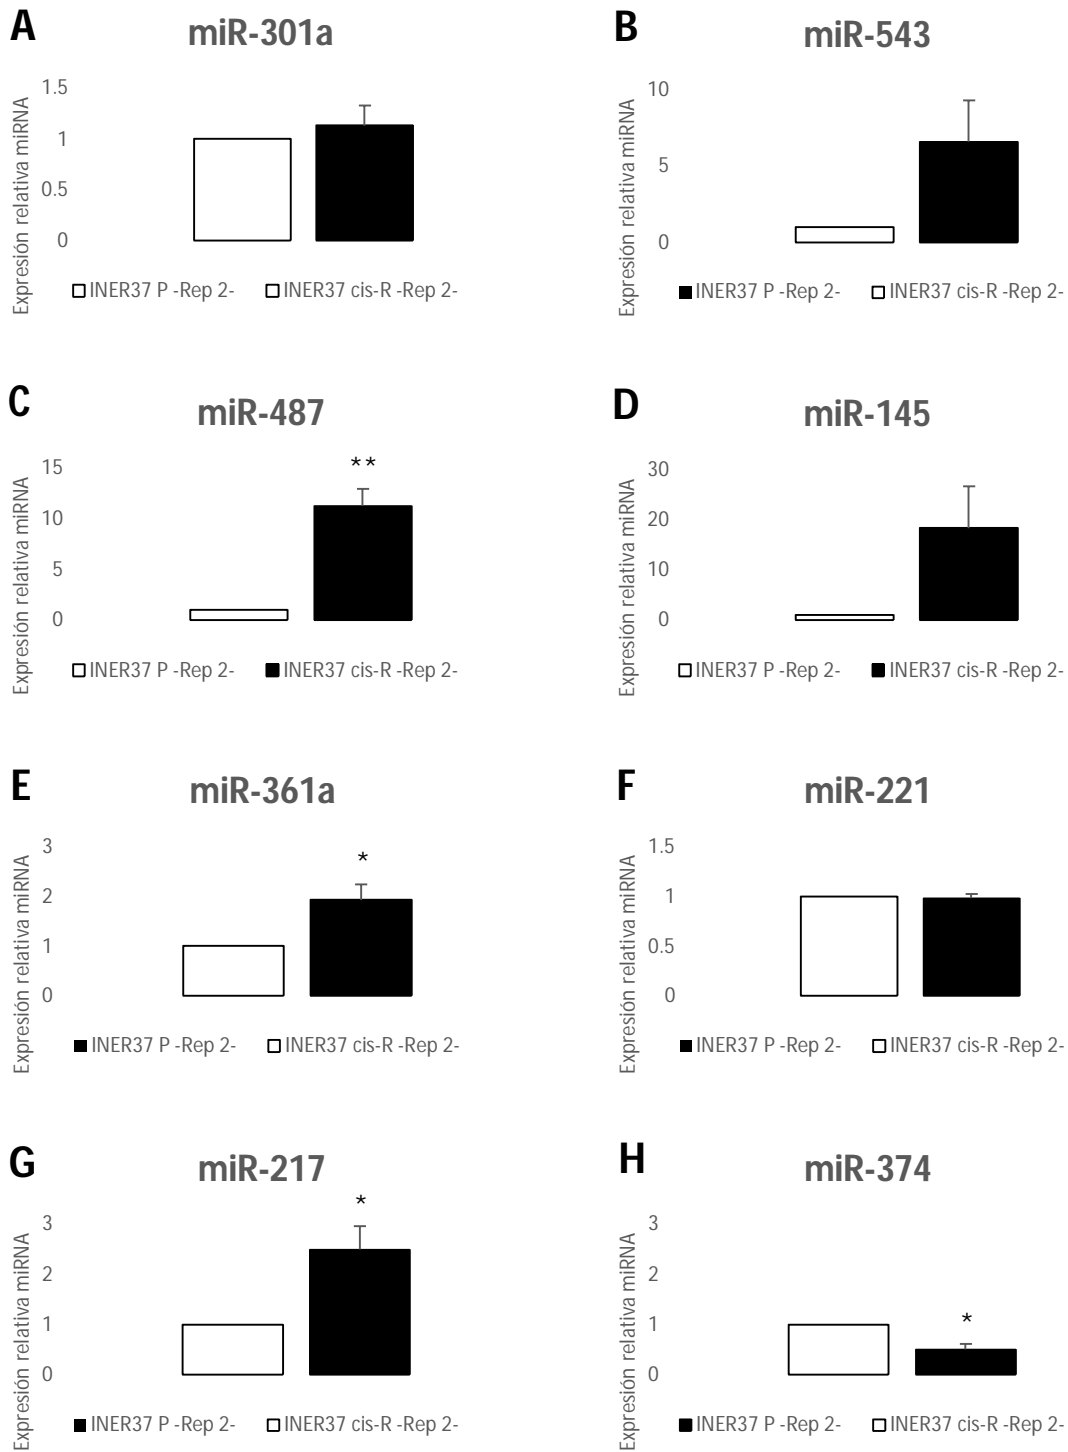 A
miR-301a
Expresión relativa miRNA
1.5
1
0.5
0
INER37 P -Rep 2-
INER37 cis-R -Rep 2-
B
miR-543
Expresión relativa miRNA
10
5
0
INER37 P -Rep 2-
INER37 cis-R -Rep 2-
C
miR-487
Expresión relativa miRNA
15
10
5
0
**
INER37 P -Rep 2-
INER37 cis-R -Rep 2-
D
miR-145
Expresión relativa miRNA
30
20
10
0
INER37 P -Rep 2-
INER37 cis-R -Rep 2-
E
miR-361a
Expresión relativa miRNA
3
2
1
0
*
INER37 P -Rep 2-
INER37 cis-R -Rep 2-
F
miR-221
Expresión relativa miRNA
1.5
1
0.5
0
INER37 P -Rep 2-
INER37 cis-R -Rep 2-
G
miR-217
Expresión relativa miRNA
3
2
1
0
*
INER37 P -Rep 2-
INER37 cis-R -Rep 2-
H
miR-374
Expresión relativa miRNA
3
2
1
0
*
INER37 P -Rep 2-
INER37 cis-R -Rep 2-